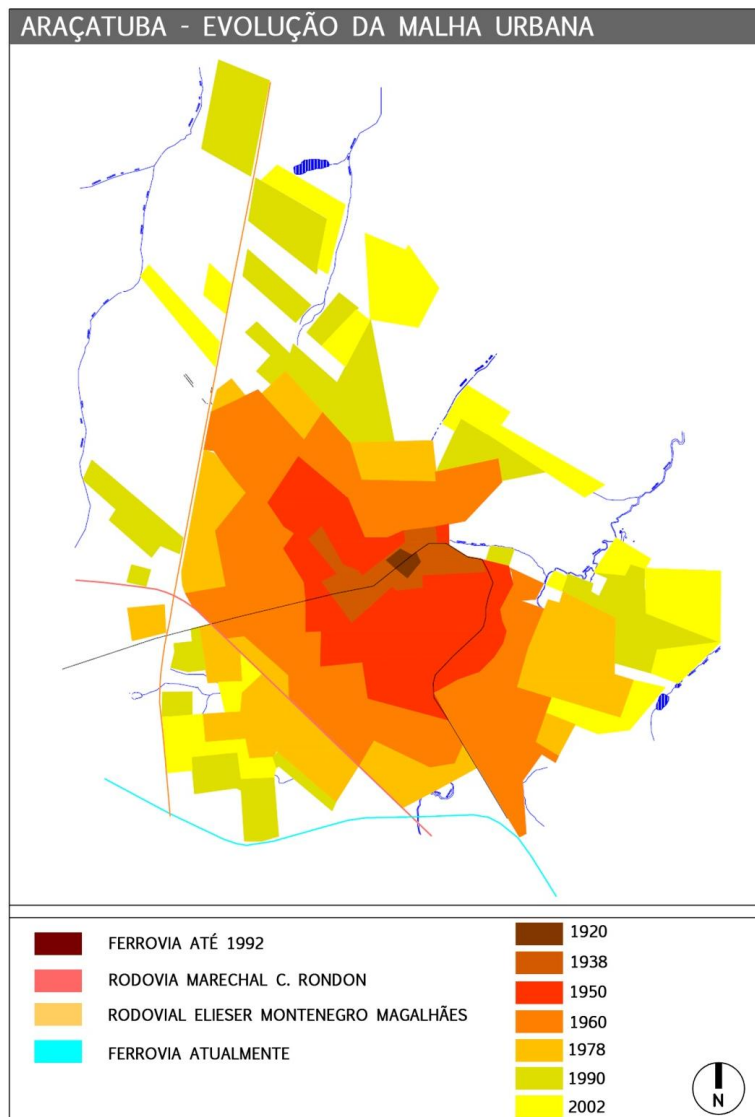 ARAÇATUBA - EVOLUÇÃO DA MALHA URBANA
FERROVIA ATÉ 1992
RODOVIA MARECHAL C. RONDON
RODOVIAL ELIESER MONTENEGRO MAGALHÃES
FERROVIA ATUALMENTE
1920
1938
1950
1960
1978
1990
2002
N